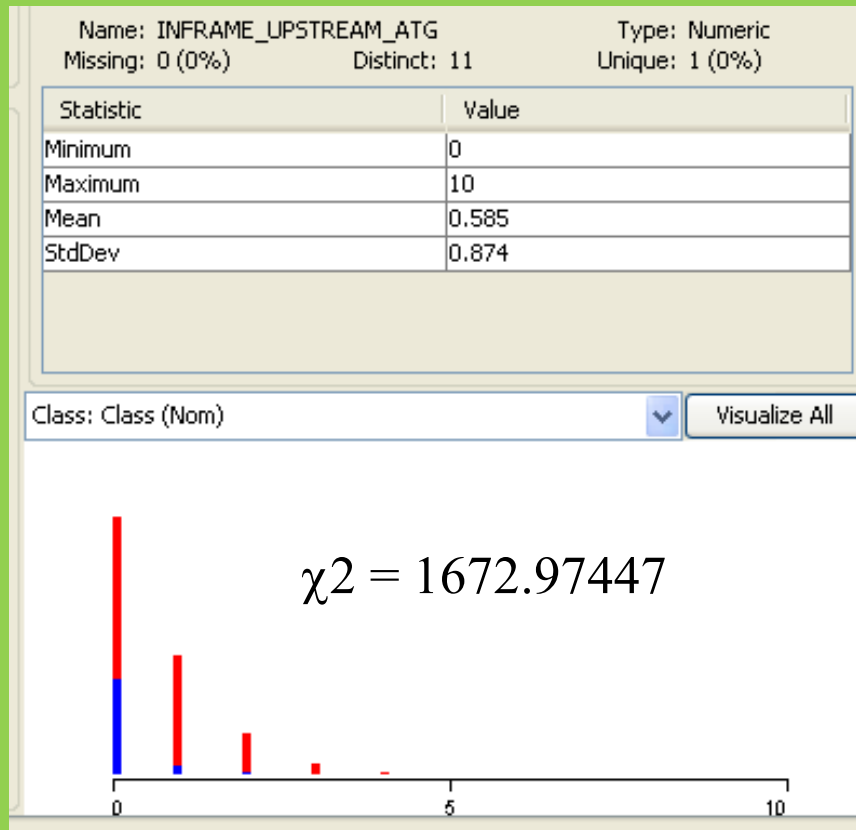 Name: INFRAME_UPSTREAM_ATG Type: Numeric
Missing: 0 (0%) Distinct: 11 Unique: 1 (0%)
Statistic Value
Minimum 0
Maximum 10
Mean 0.585
StdDev 0.874
Class: Class (Nom) Visualize All
χ2 = 1672.97447
0 5 10